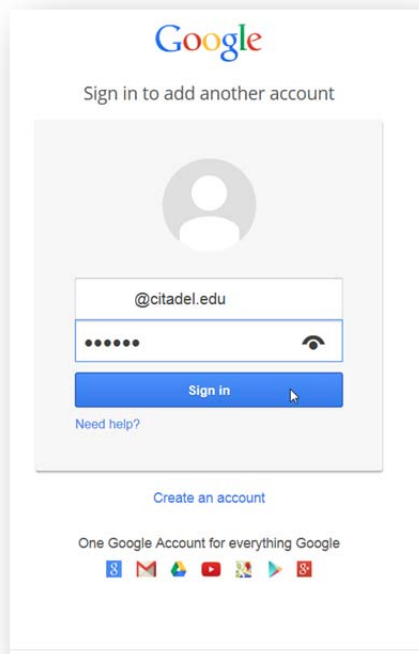 Google
Sign in to add another account
@citadel.edu
••••••
Sign in
Need help?
Create an account
One Google Account for everything Google